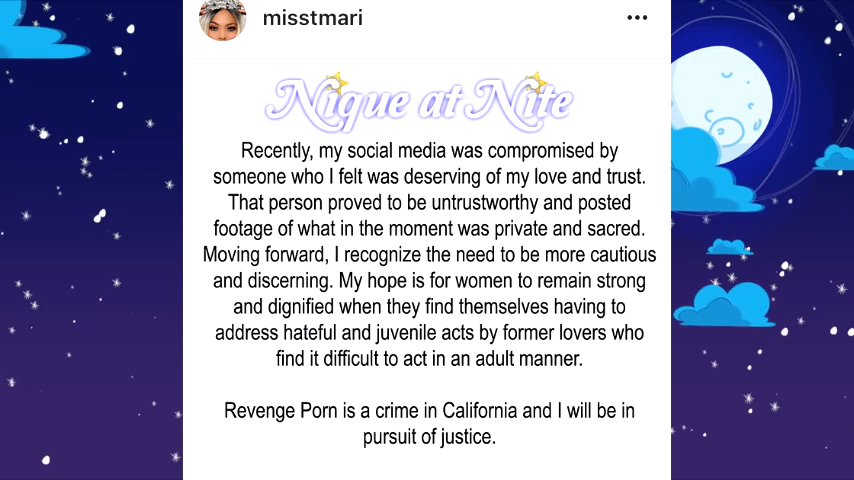 misstmari
Nique at Nite
Recently, my social media was compromised by
someone who I felt was deserving of my love and trust.
That person proved to be untrustworthy and posted
footage of what in the moment was private and sacred.
Moving forward, I recognize the need to be more cautious
and discerning. My hope is for women to remain strong
and dignified when they find themselves having to
address hateful and juvenile acts by former lovers who
find it difficult to act in an adult manner.
Revenge Porn is a crime in California and I will be in
pursuit of justice.